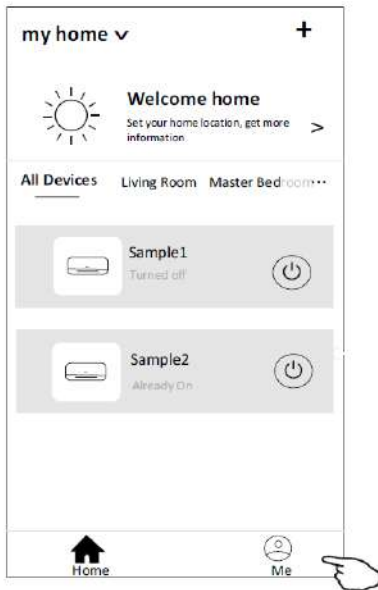 my home
Welcome home
Set your home location, get more
information
All Devices Living Room Master Bedroom...
Sample1
Turned off
Sample2
Already On
Home Me